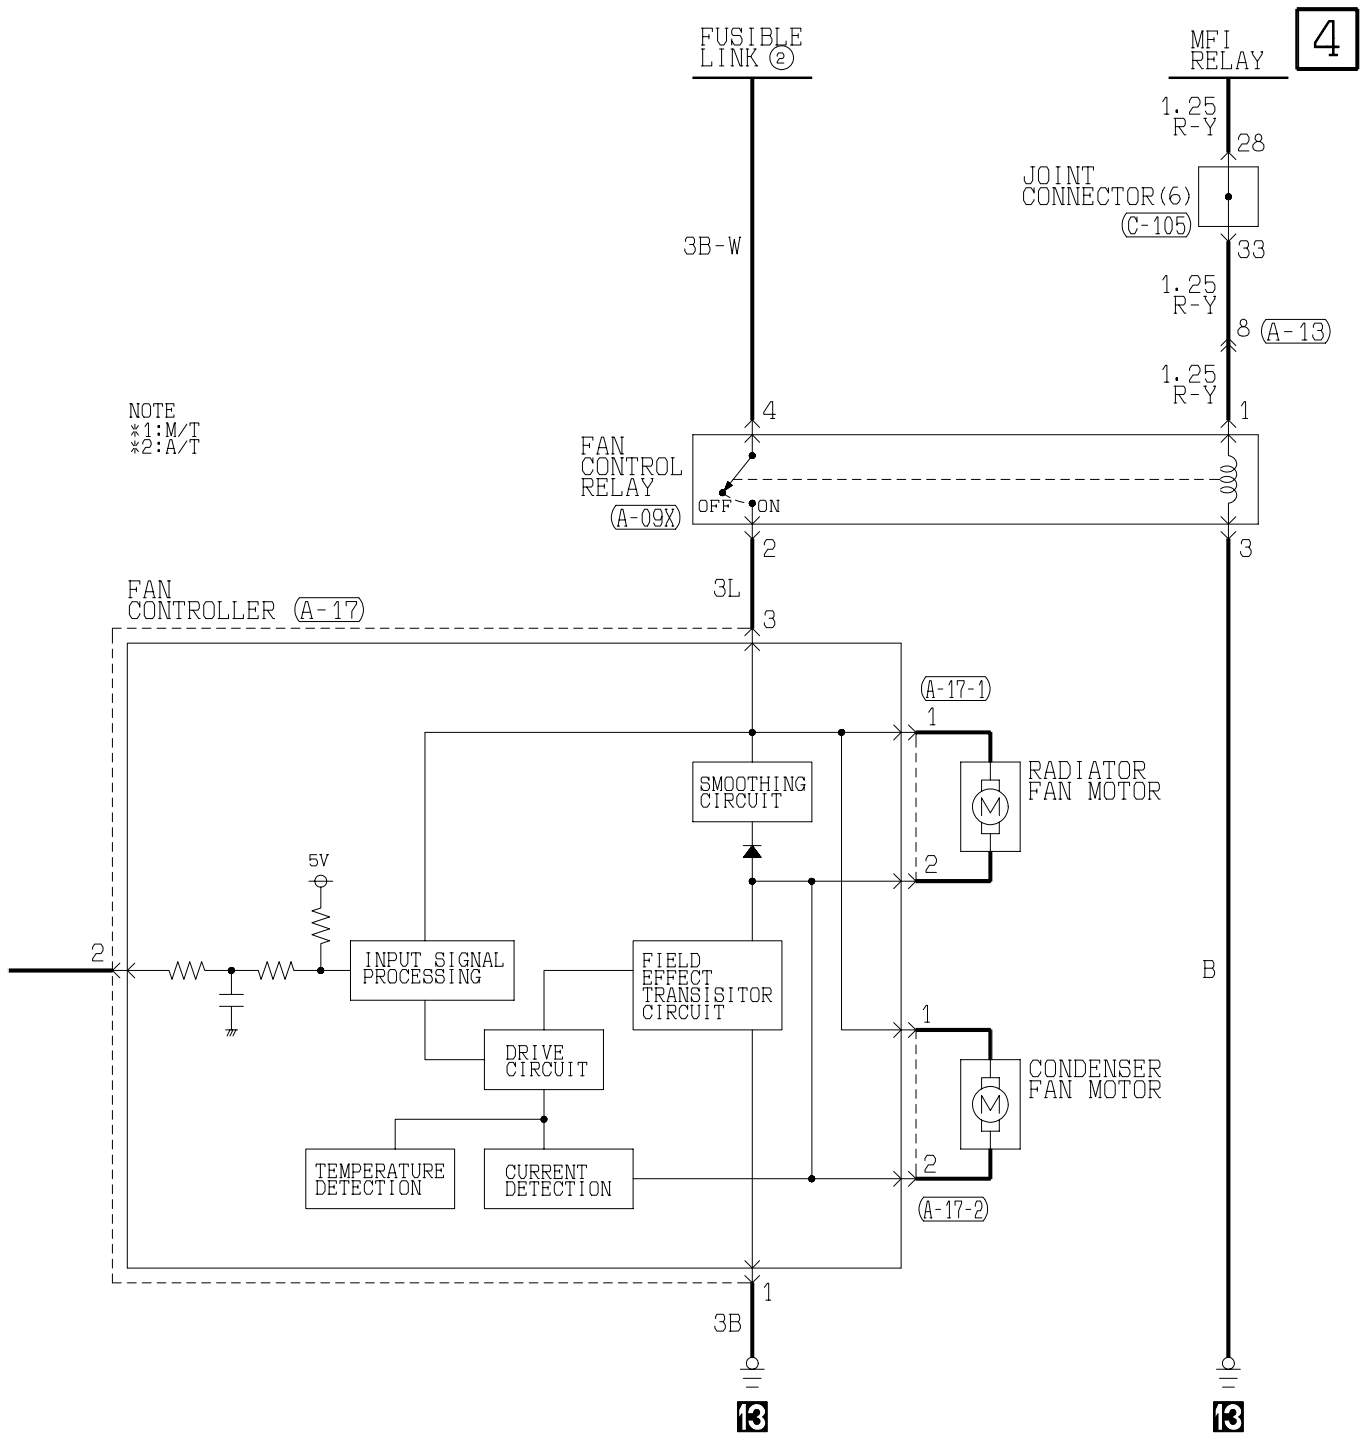 FUSIBLE
LINK ②
MFI
RELAY
4
1.25
R-Y
28
JOINT
CONNECTOR(6)
C-105
33
3B-W
1.25
R-Y
8 A-13
1.25
R-Y
NOTE
*1:M/T
*2:A/T
4
1
FAN
CONTROL
RELAY
A-09X
OFF ON
2
3
3L
3
FAN
CONTROLLER A-17
A-17-1
1
SMOOTHING
CIRCUIT
RADIATOR
FAN MOTOR
M
2
5V
2
INPUT SIGNAL
PROCESSING
FIELD
EFFECT
TRANSISITOR
CIRCUIT
B
1
DRIVE
CIRCUIT
CONDENSER
FAN MOTOR
M
TEMPERATURE
DETECTION
CURRENT
DETECTION
2
A-17-2
1
3B
13
13